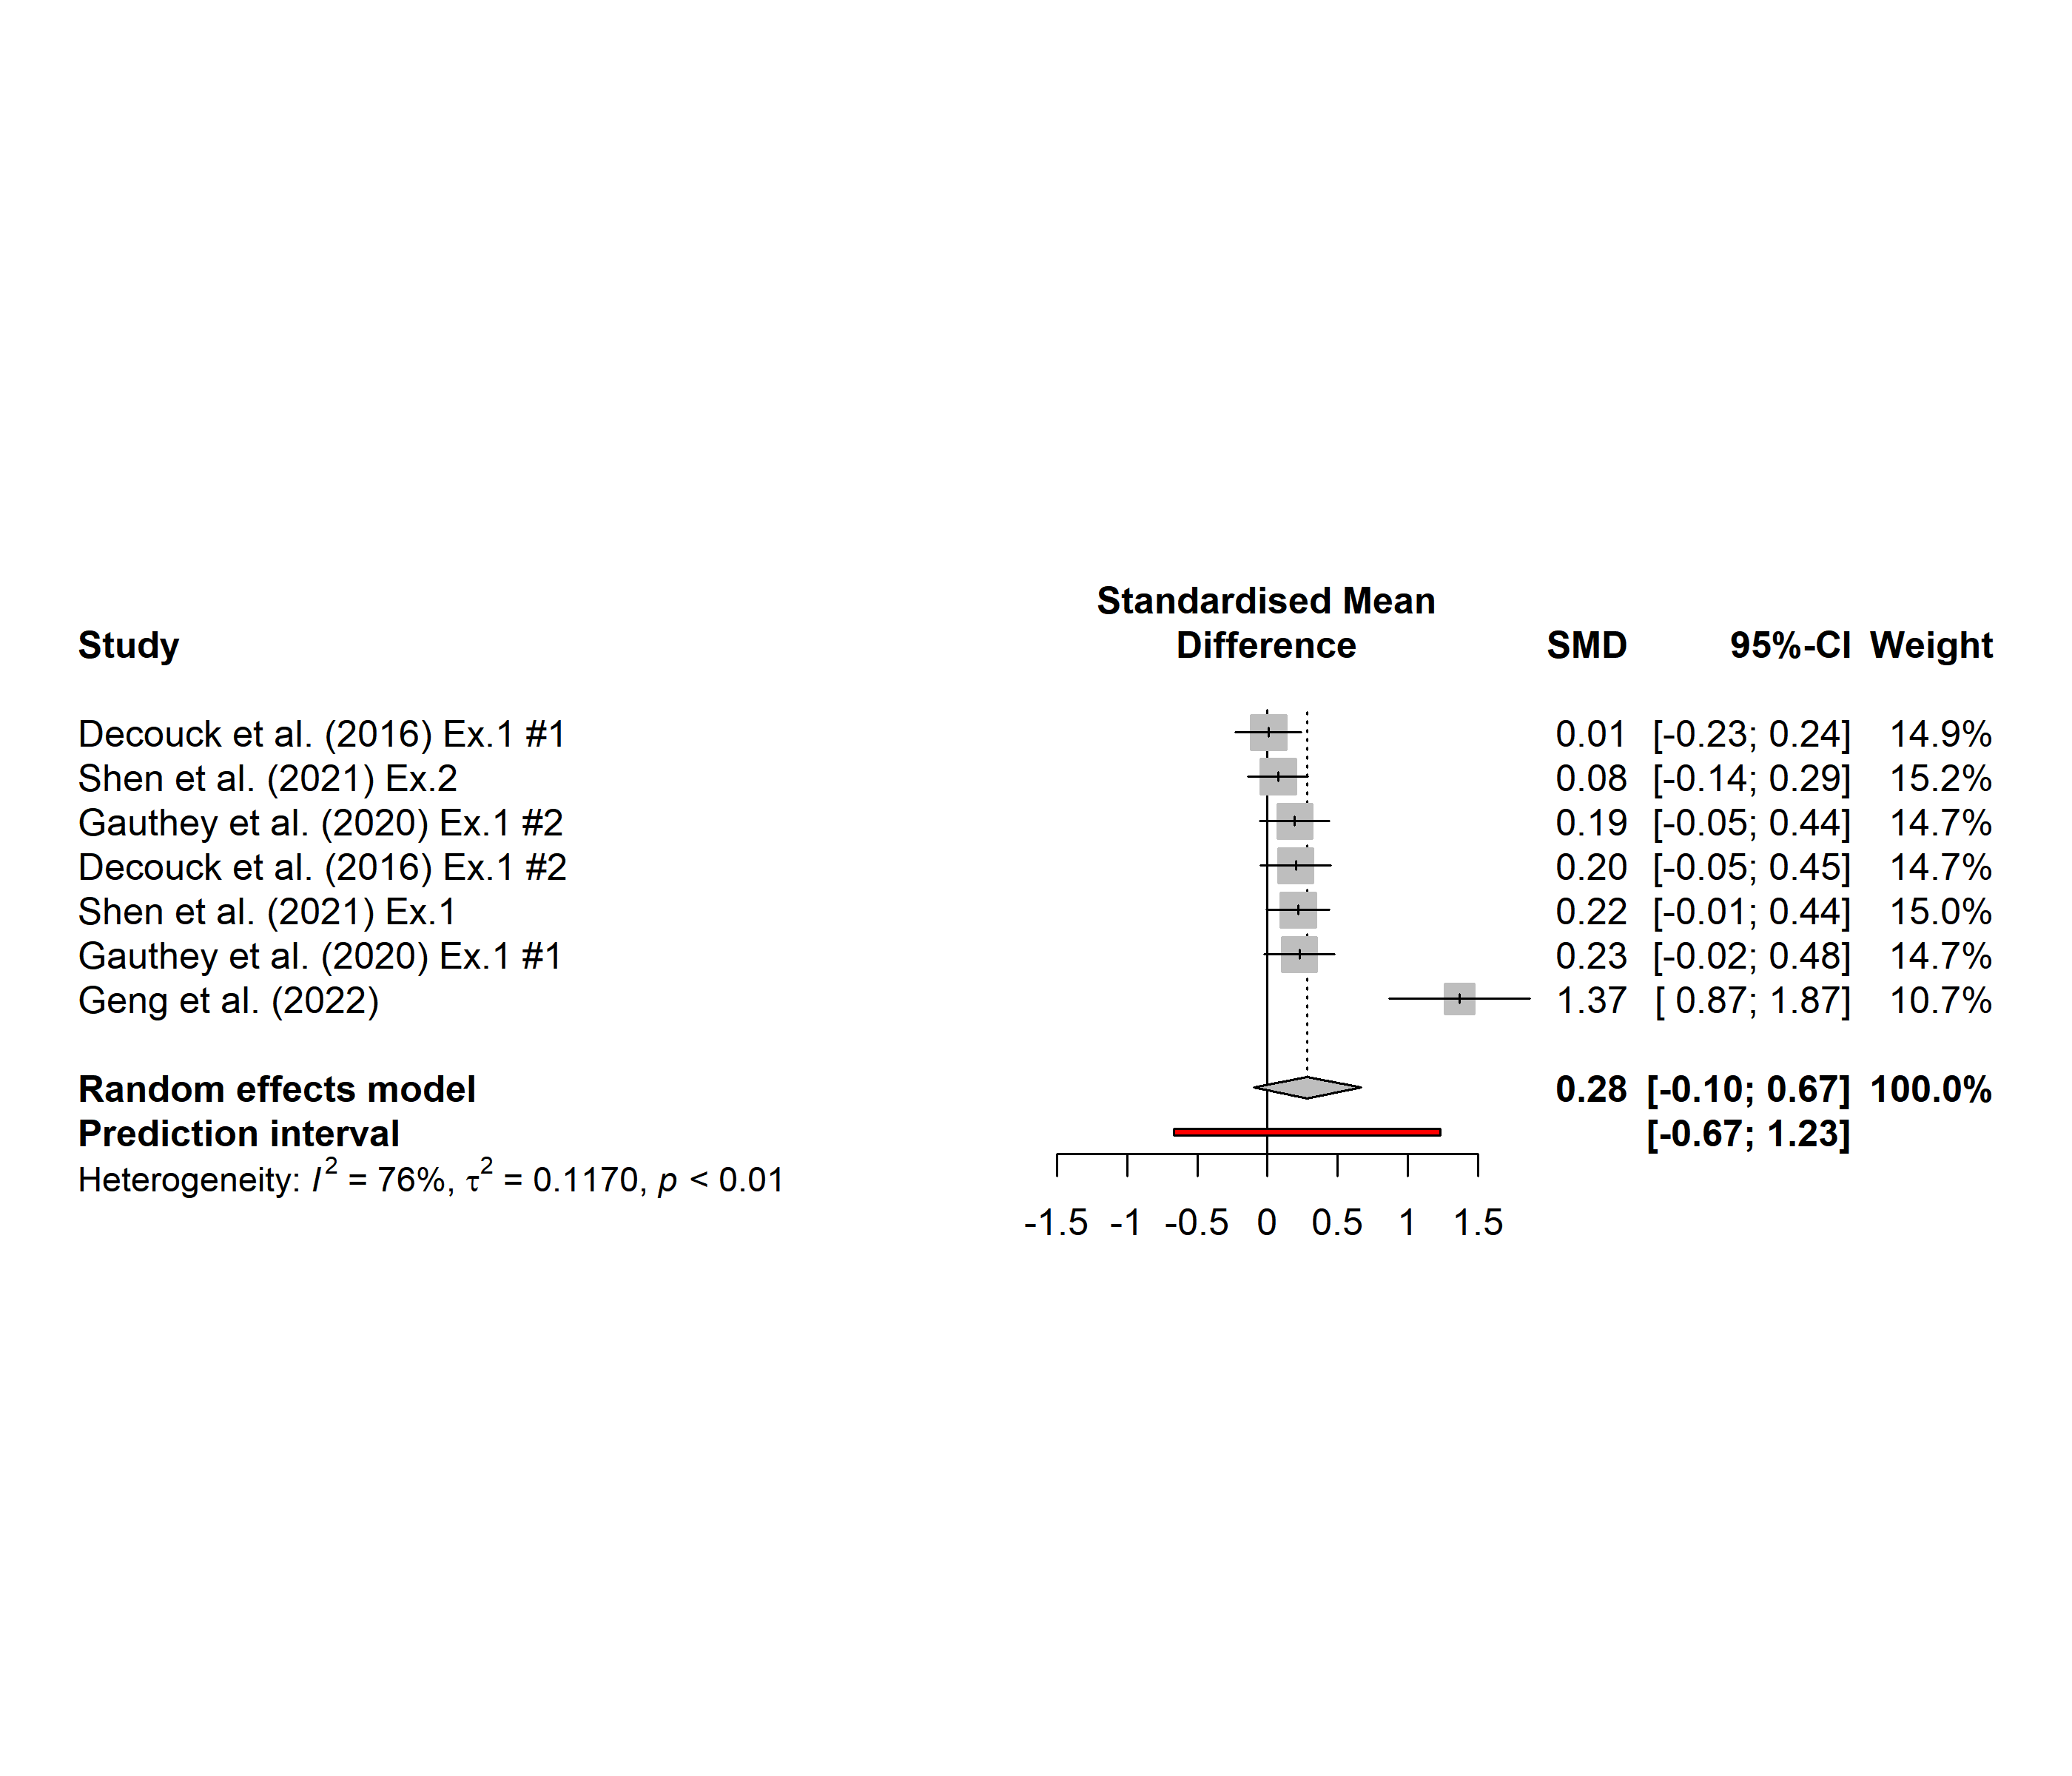 Standardised Mean
Study Difference SMD 95%-CI Weight
Decouck et al. (2016) Ex.1 #1 0.01 [-0.23; 0.24] 14.9%
Shen et al. (2021) Ex.2 0.08 [-0.14; 0.29] 15.2%
Gauthey et al. (2020) Ex.1 #2 0.19 [-0.05; 0.44] 14.7%
Decouck et al. (2016) Ex.1 #2 0.20 [-0.05; 0.45] 14.7%
Shen et al. (2021) Ex.1 0.22 [-0.01; 0.44] 15.0%
Gauthey et al. (2020) Ex.1 #1 0.23 [-0.02; 0.48] 14.7%
Geng et al. (2022) 1.37 [ 0.87; 1.87] 10.7%
Random effects model 0.28 [-0.10; 0.67] 100.0%
Prediction interval [-0.67; 1.23]
Heterogeneity: I² = 76%, τ² = 0.1170, p < 0.01
-1.5 -1 -0.5 0 0.5 1 1.5